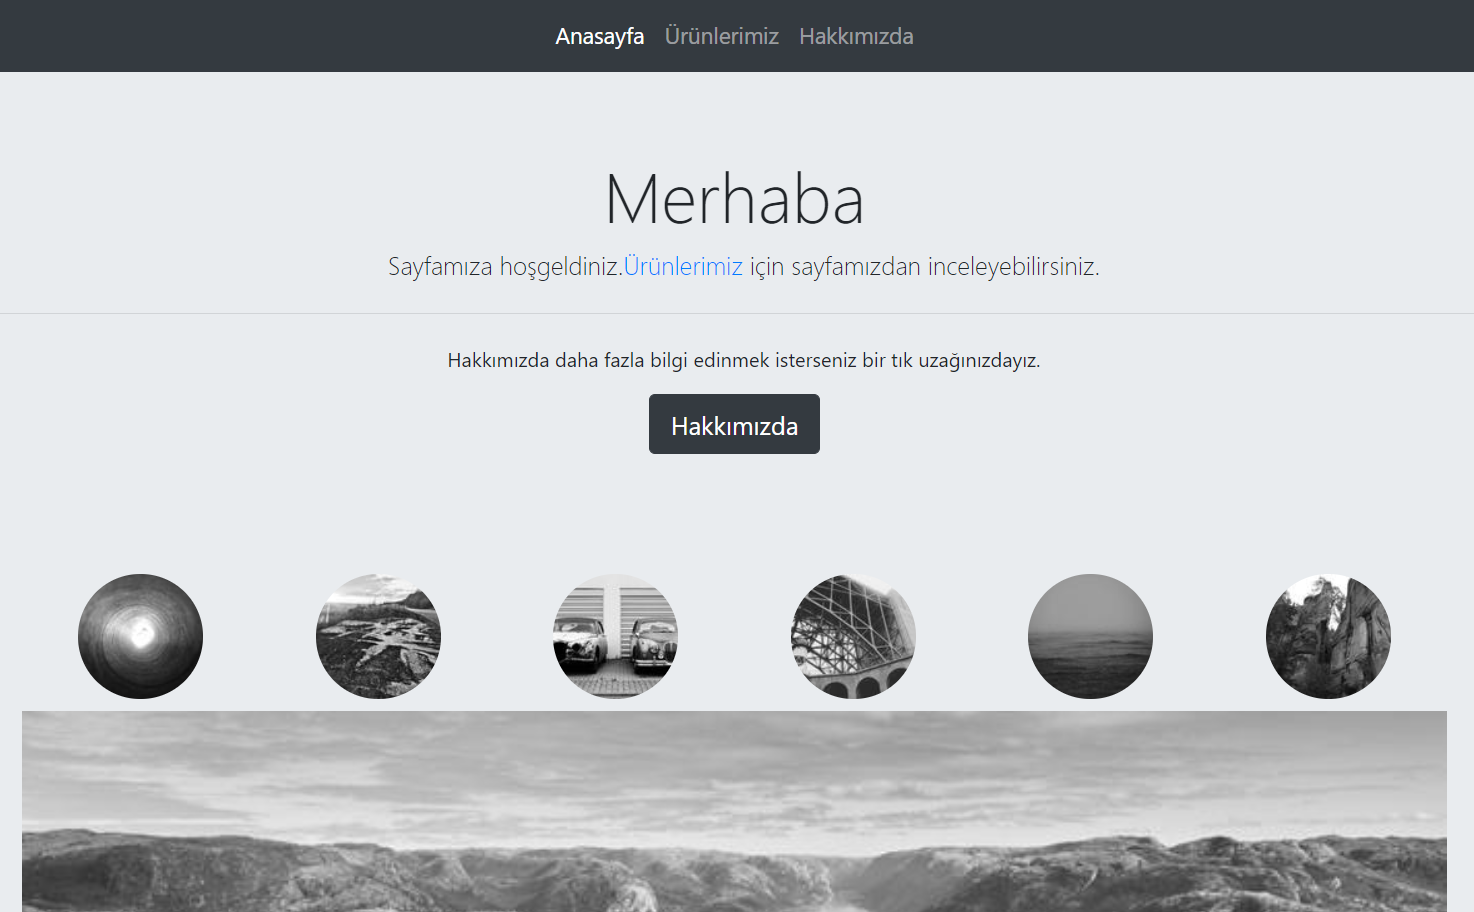 Anasayfa Ürünlerimiz Hakkımızda
Merhaba
Sayfamıza hoşgeldiniz.Ürünlerimiz için sayfamızdan inceleyebilirsiniz.
Hakkımızda daha fazla bilgi edinmek isterseniz bir tık uzağınızdayız.
Hakkımızda